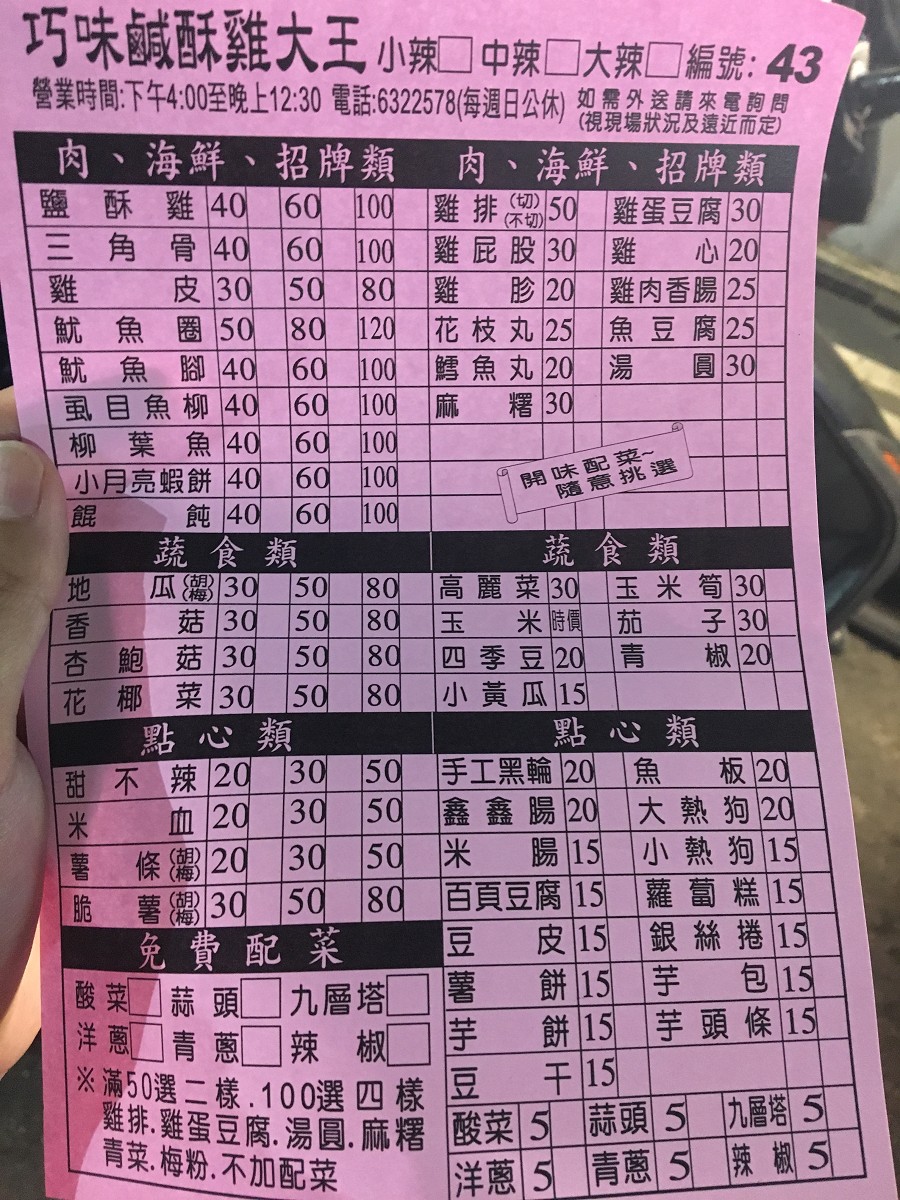 巧味鹹酥雞大王 小辣□ 中辣□ 大辣□ 編號: 43
營業時間:下午4:00至晚上12:30 電話:6322578(每週日公休) 如需外送請來電詢問
(視現場狀況及遠近而定)
肉、海鮮、招牌類 肉、海鮮、招牌類
鹽酥雞 40 60 100 雞排(切)(不切) 50 雞蛋豆腐 30
三角骨 40 60 100 雞屁股 30 雞心 20
雞皮 30 50 80 雞胗 20 雞肉香腸 25
魷魚圈 50 80 120 花枝丸 25 魚豆腐 25
魷魚腳 40 60 100 鱈魚丸 20 湯圓 30
虱目魚柳 40 60 100 麻糬 30
柳葉魚 40 60 100
小月亮蝦餅 40 60 100
餛飩 40 60 100
開味配菜~
隨意挑選
蔬食類 蔬食類
地瓜(胡)(梅) 30 50 80 高麗菜 30 玉米筍 30
香菇 30 50 80 玉米 時價 茄子 30
杏鮑菇 30 50 80 四季豆 20 青椒 20
花椰菜 30 50 80 小黃瓜 15
點心類 點心類
甜不辣 20 30 50 手工黑輪 20 魚板 20
米血 20 30 50 鑫鑫腸 20 大熱狗 20
薯條(胡)(梅) 20 30 50 米腸 15 小熱狗 15
脆薯(胡)(梅) 30 50 80 百頁豆腐 15 蘿蔔糕 15
免費配菜 豆皮 15 銀絲捲 15
酸菜□ 蒜頭□ 九層塔□ 薯餅 15 芋包 15
洋蔥□ 青蔥□ 辣椒□ 芋餅 15 芋頭條 15
※滿50選二樣.100選四樣 豆干 15
雞排.雞蛋豆腐.湯圓.麻糬 酸菜 5 蒜頭 5 九層塔 5
青菜.梅粉.不加配菜 洋蔥 5 青蔥 5 辣椒 5